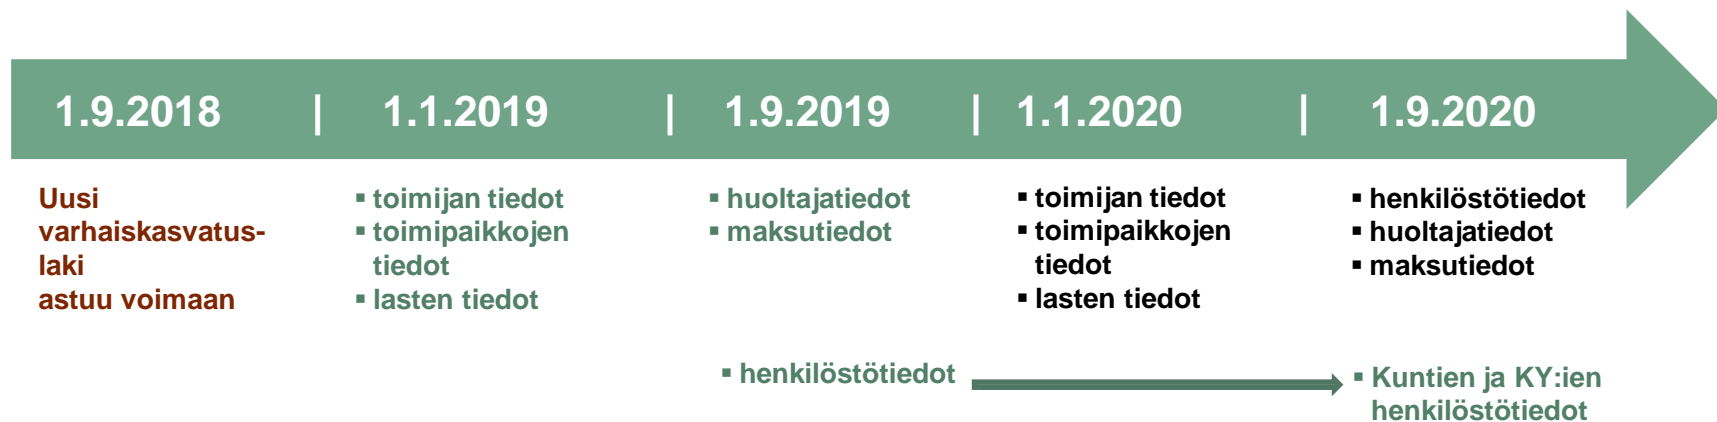 1.9.2018 | 1.1.2019 | 1.9.2019 | 1.1.2020 | 1.9.2020
Uusi
varhaiskasvatus-
laki
astuu voimaan
▪ toimijan tiedot
▪ toimipaikkojen
tiedot
▪ lasten tiedot
▪ huoltajatiedot
▪ maksutiedot
▪ toimijan tiedot
▪ toimipaikkojen
tiedot
▪ lasten tiedot
▪ henkilöstötiedot
▪ huoltajatiedot
▪ maksutiedot
▪ henkilöstötiedot
▪ Kuntien ja KY:ien
henkilöstötiedot